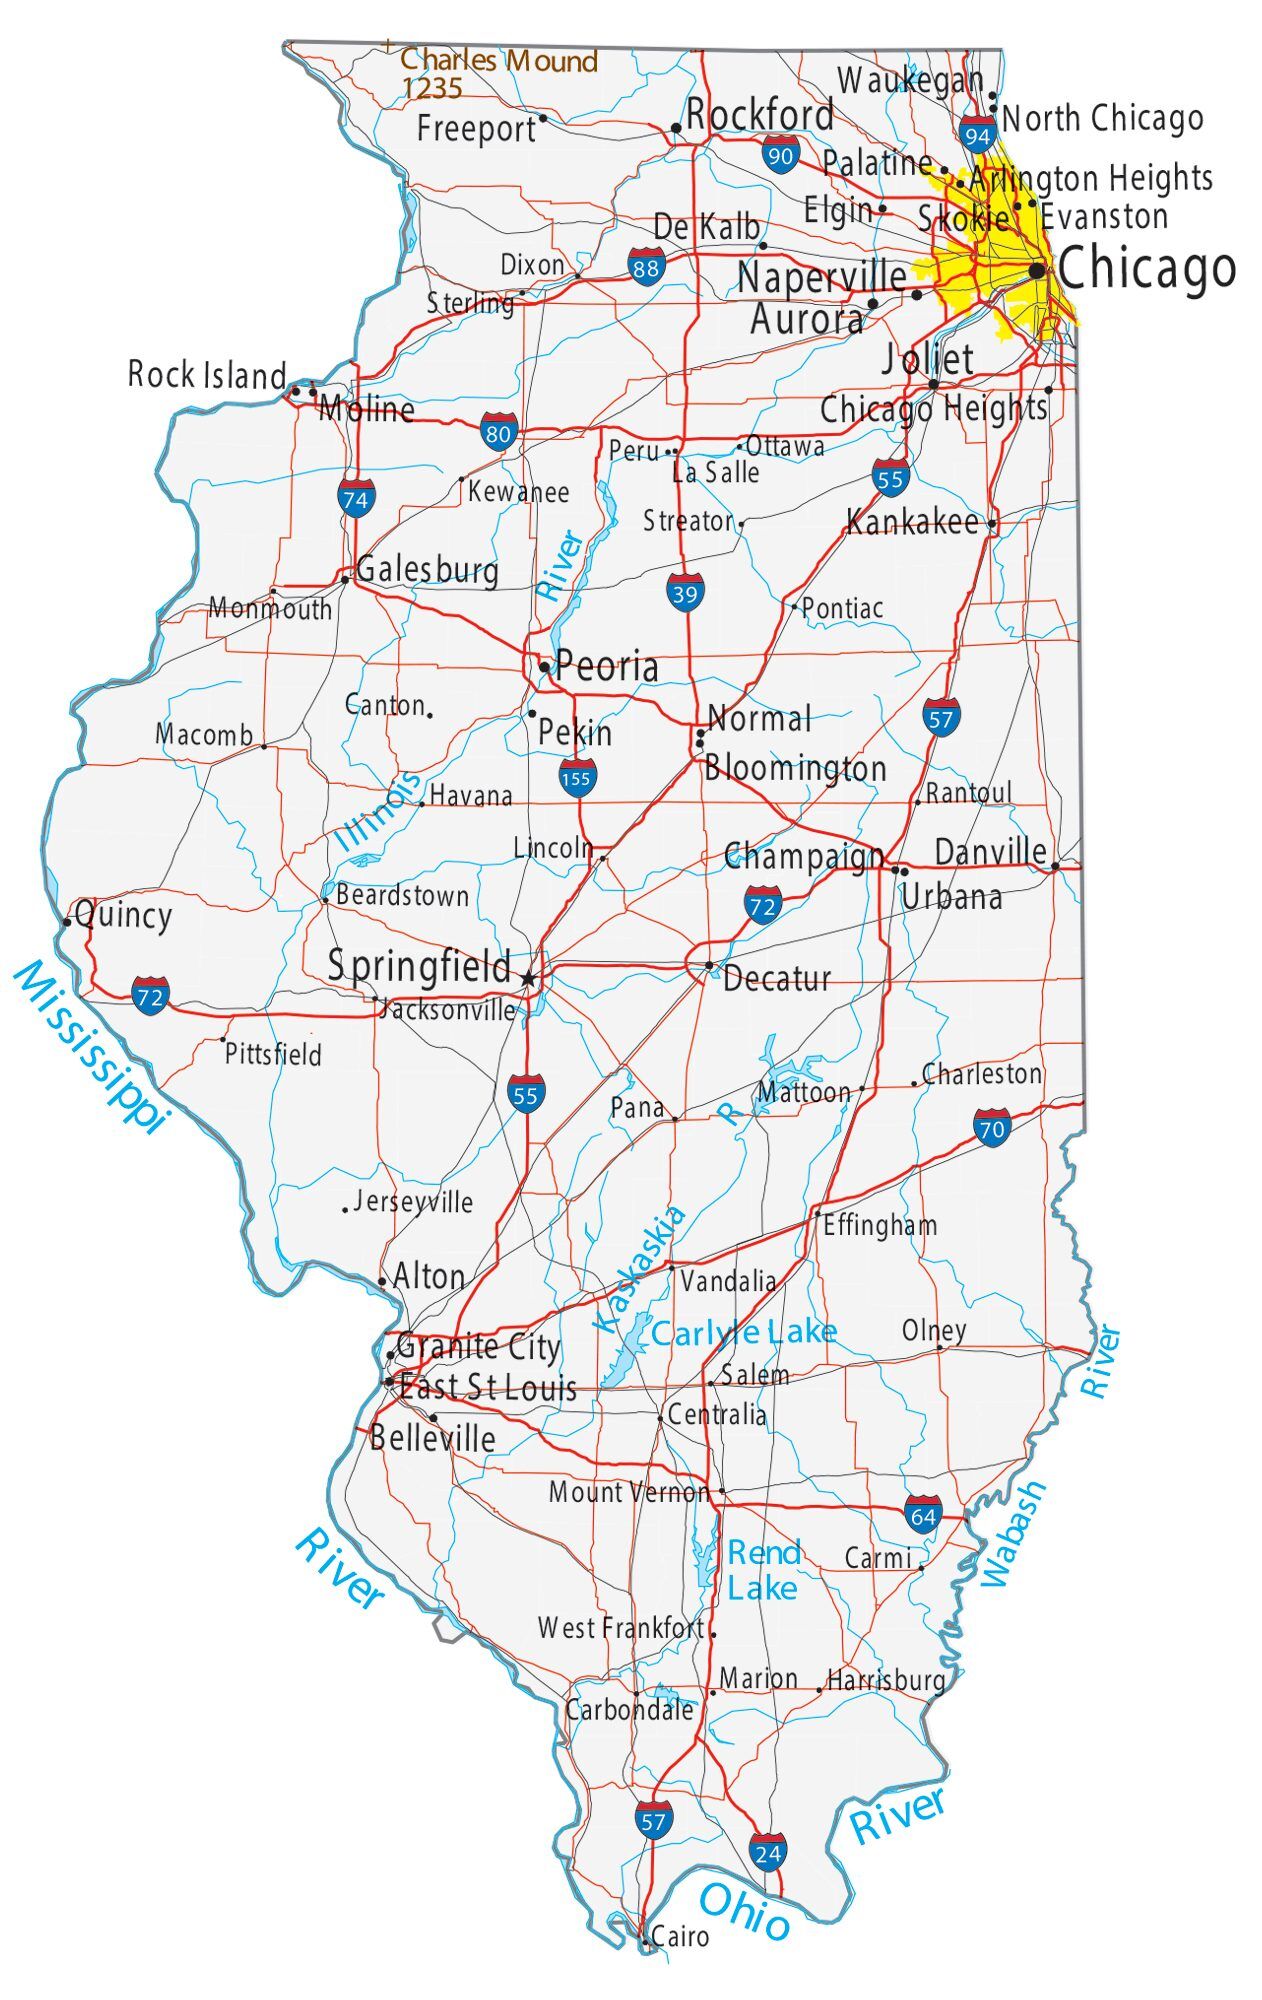 Charles Mound
1235
Waukegan
Rockford
North Chicago
94
Freeport
90
Palatine
Arlington Heights
Elgin
Skokie
Evanston
De Kalb
Dixon
88
Naperville
Chicago
Sterling
Aurora
Joliet
Rock Island
Moline
Chicago Heights
80
Peru
Ottawa
La Salle
55
74
Kewanee
Streator
Kankakee
River
Galesburg
39
Monmouth
Pontiac
Peoria
Canton
Normal
57
Macomb
Pekin
Bloomington
155
Illinois
Havana
Rantoul
Lincoln
Champaign
Danville
Beardstown
72
Urbana
Quincy
Springfield
Decatur
Mississippi
72
Jacksonville
Pittsfield
Charleston
55
Mattoon
Pana
R
70
Jerseyville
Effingham
Kaskaskia
Alton
Vandalia
Carlyle Lake
Olney
Granite City
River
Salem
East St Louis
Centralia
Belleville
Mount Vernon
64
Wabash
River
Rend
Lake
Carmi
West Frankfort
Marion
Harrisburg
Carbondale
57
River
24
Ohio
Cairo